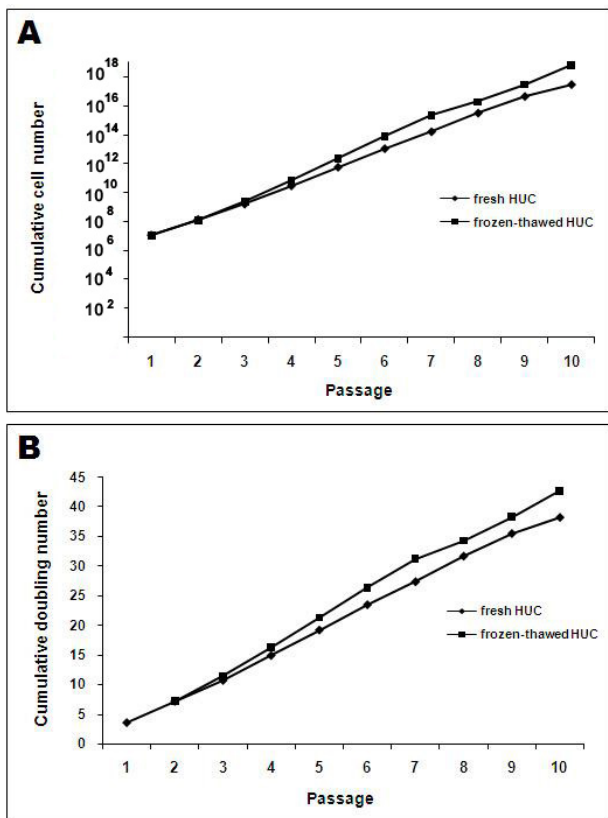 A
Cumulative cell number
10^18
10^16
10^14
10^12
10^10
10^8
10^6
10^4
10^2
fresh HUC
frozen-thawed HUC
1 2 3 4 5 6 7 8 9 10
Passage
B
Cumulative doubling number
45
40
35
30
25
20
15
10
5
0
fresh HUC
frozen-thawed HUC
1 2 3 4 5 6 7 8 9 10
Passage